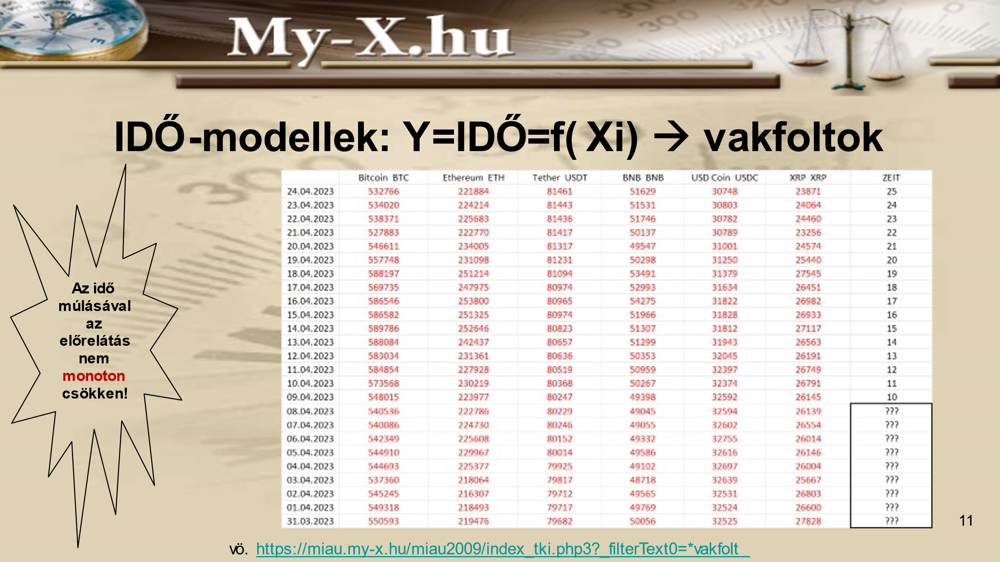 My-X.hu
www.my-x.hu
IDŐ-modellek: Y=IDŐ=f( Xi) → vakfoltok
Az idő
múlásával
az
előrelátás
nem
monoton
csökken!
Bitcoin BTC Ethereum ETH Tether USDT BNB BNB USD Coin USDC XRP XRP ZEIT
24.04.2023 532766 221884 81461 51629 30748 23871 25
23.04.2023 534020 224214 81443 51531 30803 24064 24
22.04.2023 538371 225683 81436 51746 30782 24460 23
21.04.2023 527883 222770 81417 50137 30789 23256 22
20.04.2023 546611 234005 81317 49547 31001 24574 21
19.04.2023 557748 231098 81231 50298 31250 25440 20
18.04.2023 588197 251214 81094 53491 31379 27545 19
17.04.2023 569735 247975 80974 52993 31634 26451 18
16.04.2023 586546 253800 80965 54275 31822 26982 17
15.04.2023 586582 251325 80974 51966 31828 26933 16
14.04.2023 589786 252646 80823 51307 31812 27117 15
13.04.2023 588084 242437 80657 51299 31943 26563 14
12.04.2023 583034 231361 80636 50353 32045 26191 13
11.04.2023 584854 227928 80519 50959 32397 26749 12
10.04.2023 573568 230219 80368 50267 32374 26791 11
09.04.2023 548015 223977 80247 49398 32592 26145 10
08.04.2023 540536 222786 80229 49045 32594 26139 ???
07.04.2023 540086 224730 80246 49055 32602 26554 ???
06.04.2023 542349 225608 80152 49332 32755 26014 ???
05.04.2023 544910 229967 80014 49586 32616 26146 ???
04.04.2023 544693 225377 79925 49102 32697 26004 ???
03.04.2023 537360 218064 79817 48718 32639 25667 ???
02.04.2023 545245 216307 79712 49565 32531 26803 ???
01.04.2023 549318 218493 79717 49769 32524 26600 ???
31.03.2023 550593 219476 79682 50056 32525 27828 ???
11
vö. https://miau.my-x.hu/miau2009/index_tki.php3?_filterText0=*vakfolt